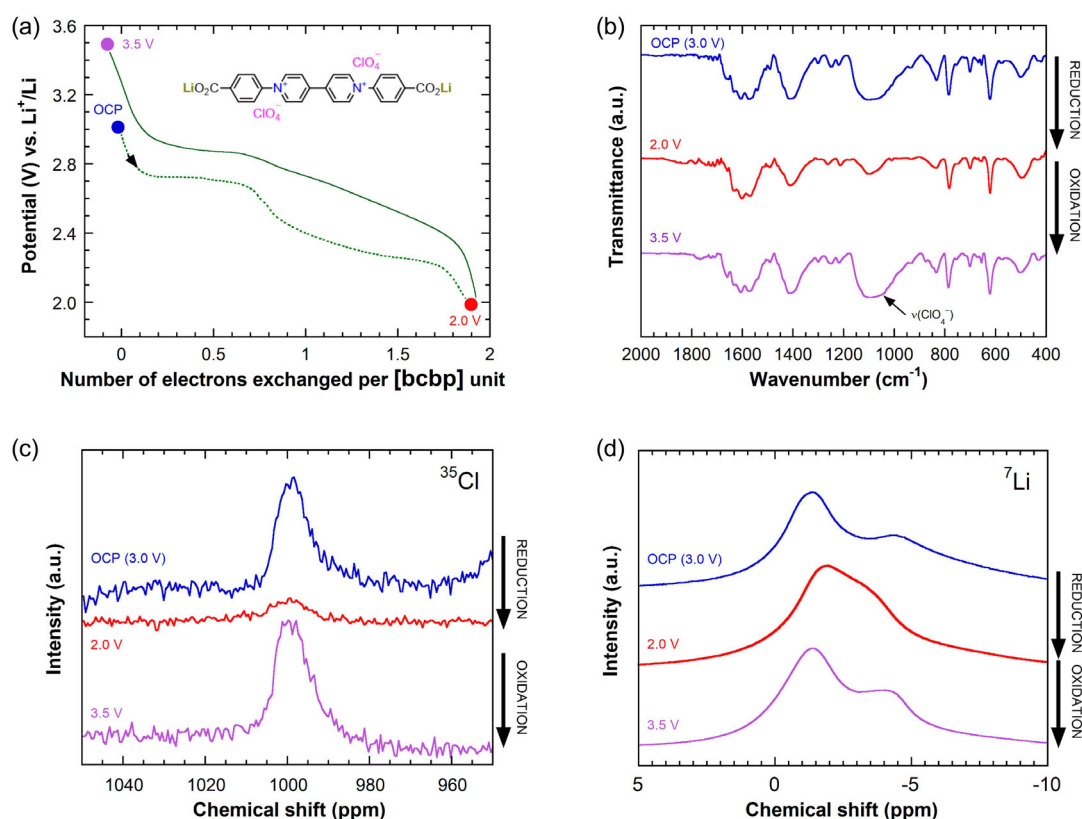 (a)
3.6
3.2
2.8
2.4
2.0
Potential (V) vs. Li⁺/Li
3.5 V
OCP
2.0 V
ClO₄⁻
LiO₂C
N⁺
N⁺
CO₂Li
ClO₄⁻
0 0.5 1 1.5 2
Number of electrons exchanged per [bcbp] unit
(b)
Transmittance (a.u.)
OCP (3.0 V)
2.0 V
3.5 V
ν(ClO₄⁻)
REDUCTION
OXIDATION
2000 1800 1600 1400 1200 1000 800 600 400
Wavenumber (cm⁻¹)
(c)
³⁵Cl
Intensity (a.u.)
OCP (3.0 V)
2.0 V
3.5 V
REDUCTION
OXIDATION
1040 1020 1000 980 960
Chemical shift (ppm)
(d)
⁷Li
Intensity (a.u.)
OCP (3.0 V)
2.0 V
3.5 V
REDUCTION
OXIDATION
5 0 -5 -10
Chemical shift (ppm)